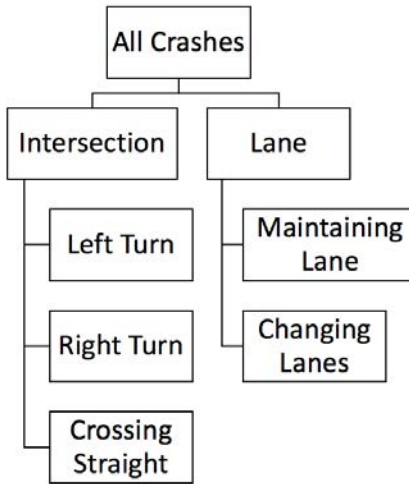 All Crashes
Intersection
Lane
Left Turn
Maintaining
Lane
Right Turn
Changing
Lanes
Crossing
Straight